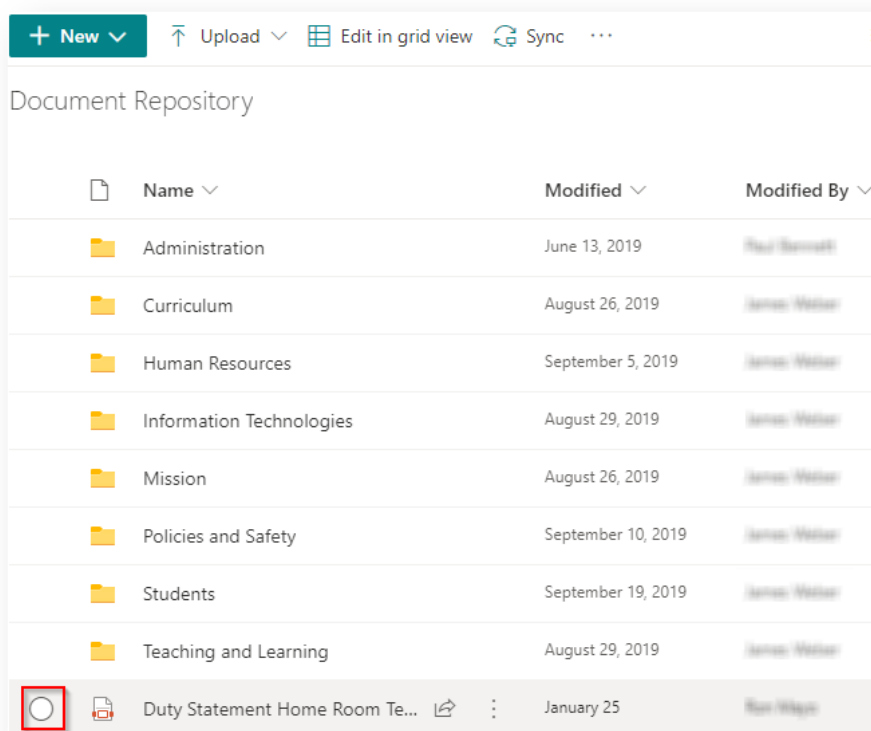 New Upload Edit in grid view Sync ...
Document Repository
Name Modified Modified By
Administration June 13, 2019
Curriculum August 26, 2019
Human Resources September 5, 2019
Information Technologies August 29, 2019
Mission August 26, 2019
Policies and Safety September 10, 2019
Students September 19, 2019
Teaching and Learning August 29, 2019
Duty Statement Home Room Te... January 25